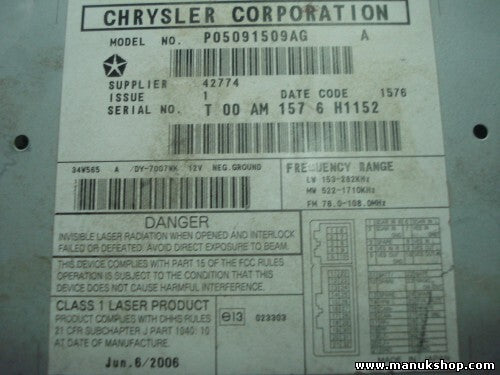 CHRYSLER CORPORATION
MODEL NO. P05091509AG A
SUPPLIER 42774
ISSUE 1 DATE CODE 1576
SERIAL NO. T 00 AM 157 6 H1152
34W565 A /DY-7007WK 12V NEG.GROUND
FREQUENCY RANGE
LW 153-282KHz
MW 522-1710KHz
FM 76.0-108.0MHz
DANGER
INVISIBLE LASER RADIATION WHEN OPENED AND INTERLOCK
FAILED OR DEFEATED. AVOID DIRECT EXPOSURE TO BEAM.
THIS DEVICE COMPLIES WITH PART 15 OF THE FCC RULES
OPERATION IS SUBJECT TO THE CONDITION THAT THIS
DEVICE DOES NOT CAUSE HARMFUL INTERFERENCE.
CLASS 1 LASER PRODUCT
PRODUCT COMPLIES WITH DHHS RULES
21 CFR SUBCHAPTER J PART 1040: 10
AT DATE OF MANUFACTURE.
e13 023303
Jun.6/2006
MADE IN
www.manukshop.com